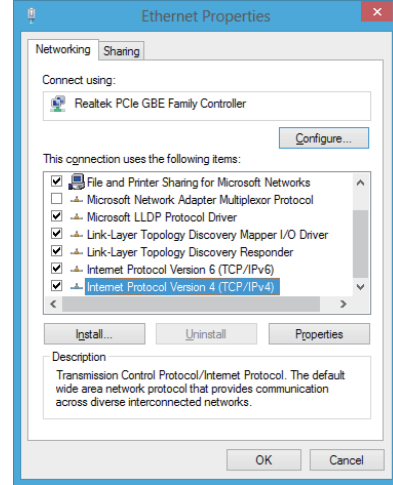 Ethernet Properties
Networking
Sharing
Connect using:
Realtek PCIe GBE Family Controller
Configure...
This connection uses the following items:
File and Printer Sharing for Microsoft Networks
Microsoft Network Adapter Multiplexor Protocol
Microsoft LLDP Protocol Driver
Link-Layer Topology Discovery Mapper I/O Driver
Link-Layer Topology Discovery Responder
Internet Protocol Version 6 (TCP/IPv6)
Internet Protocol Version 4 (TCP/IPv4)
Install...
Uninstall
Properties
Description
Transmission Control Protocol/Internet Protocol. The default
wide area network protocol that provides communication
across diverse interconnected networks.
OK
Cancel